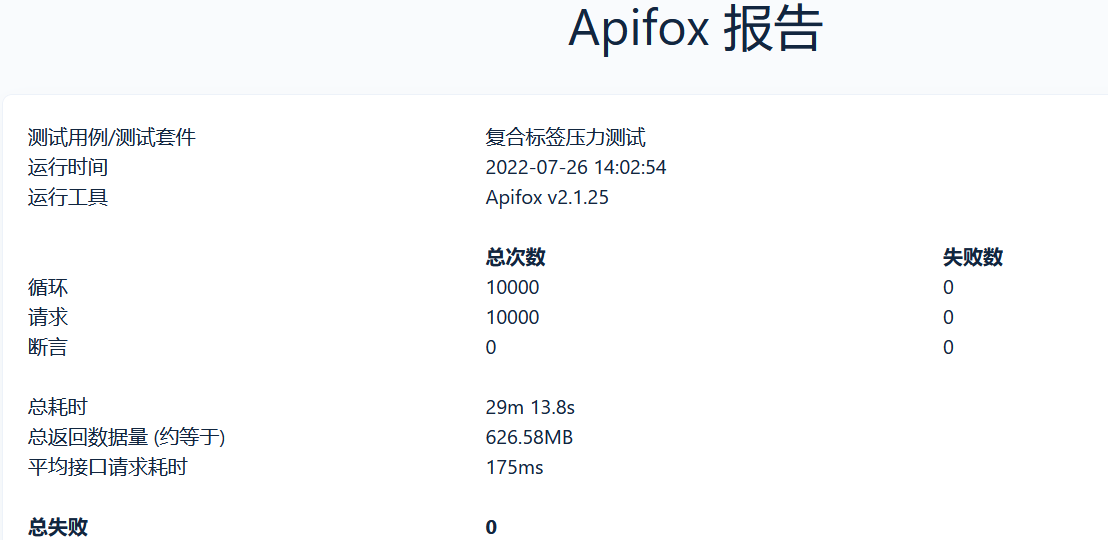 Apifox 报告
测试用例/测试套件 复合标签压力测试
运行时间 2022-07-26 14:02:54
运行工具 Apifox v2.1.25
总次数 失败数
循环 10000 0
请求 10000 0
断言 0 0
总耗时 29m 13.8s
总返回数据量 (约等于) 626.58MB
平均接口请求耗时 175ms
总失败 0